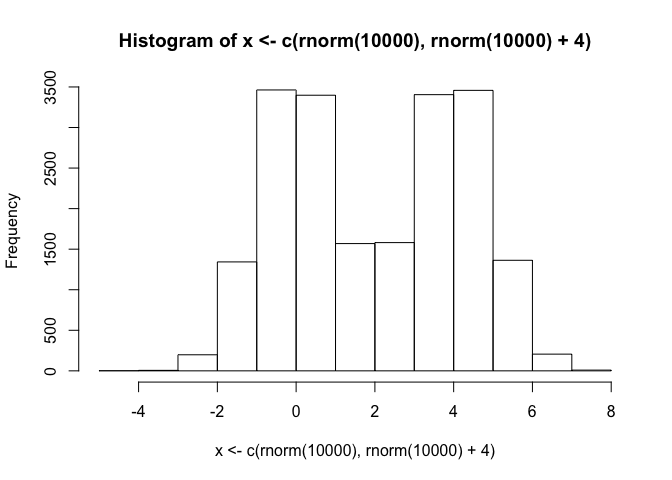 Histogram of x <- c(rnorm(10000), rnorm(10000) + 4)
Frequency
3500
2500
1500
500
0
-4 -2 0 2 4 6 8
x <- c(rnorm(10000), rnorm(10000) + 4)